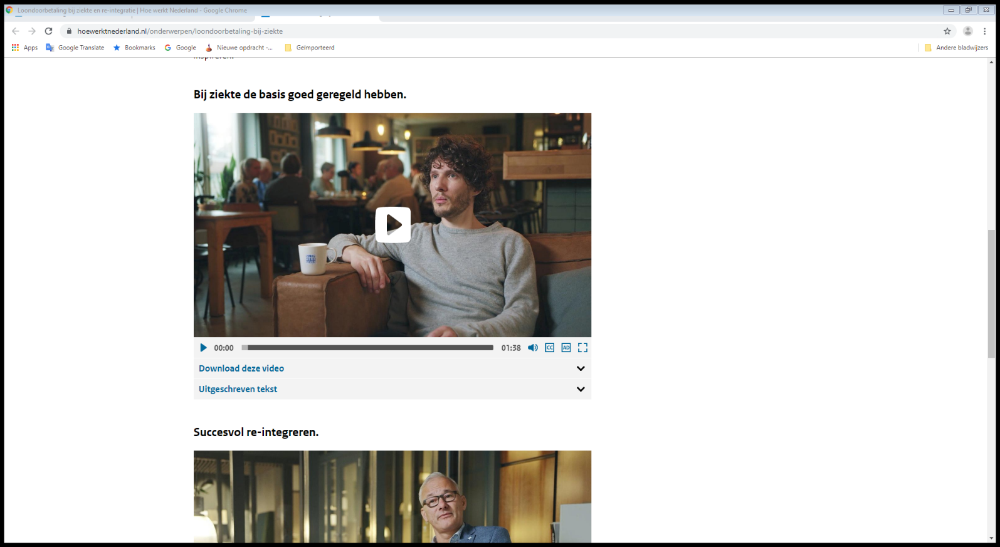 Loondoorbetaling bij ziekte en re-integratie | Hoe werkt Nederland - Google Chrome
hoewerktnederland.nl/onderwerpen/loondoorbetaling-bij-ziekte
Apps Google Translate Bookmarks Google Nieuwe opdracht -... Geïmporteerd Andere bladwijzers
inspireren.
Bij ziekte de basis goed geregeld hebben.
00:00 01:38 CC AD
Download deze video
Uitgeschreven tekst
Succesvol re-integreren.